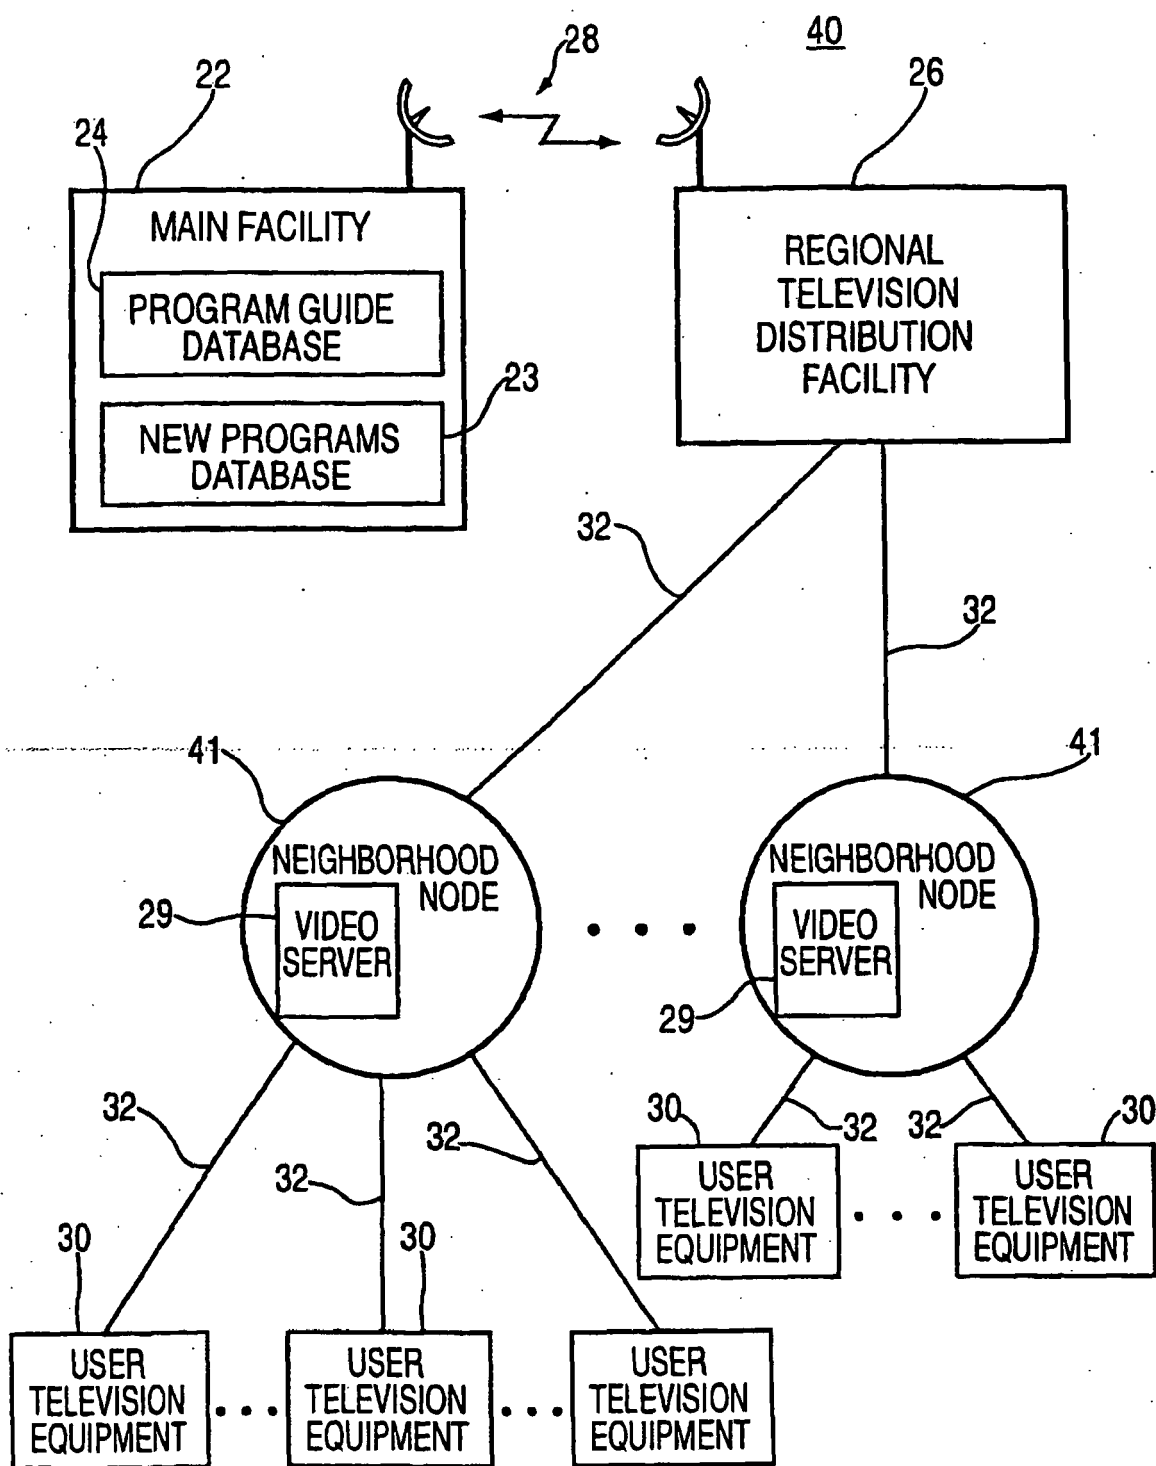 40
28
22
26
24
MAIN FACILITY
PROGRAM GUIDE
DATABASE
23
NEW PROGRAMS
DATABASE
REGIONAL
TELEVISION
DISTRIBUTION
FACILITY
32
32
41
41
NEIGHBORHOOD
NODE
29
VIDEO
SERVER
NEIGHBORHOOD
NODE
29
VIDEO
SERVER
32
32
32
30
32
32
30
USER
TELEVISION
EQUIPMENT
USER
TELEVISION
EQUIPMENT
30
30
USER
TELEVISION
EQUIPMENT
USER
TELEVISION
EQUIPMENT
USER
TELEVISION
EQUIPMENT